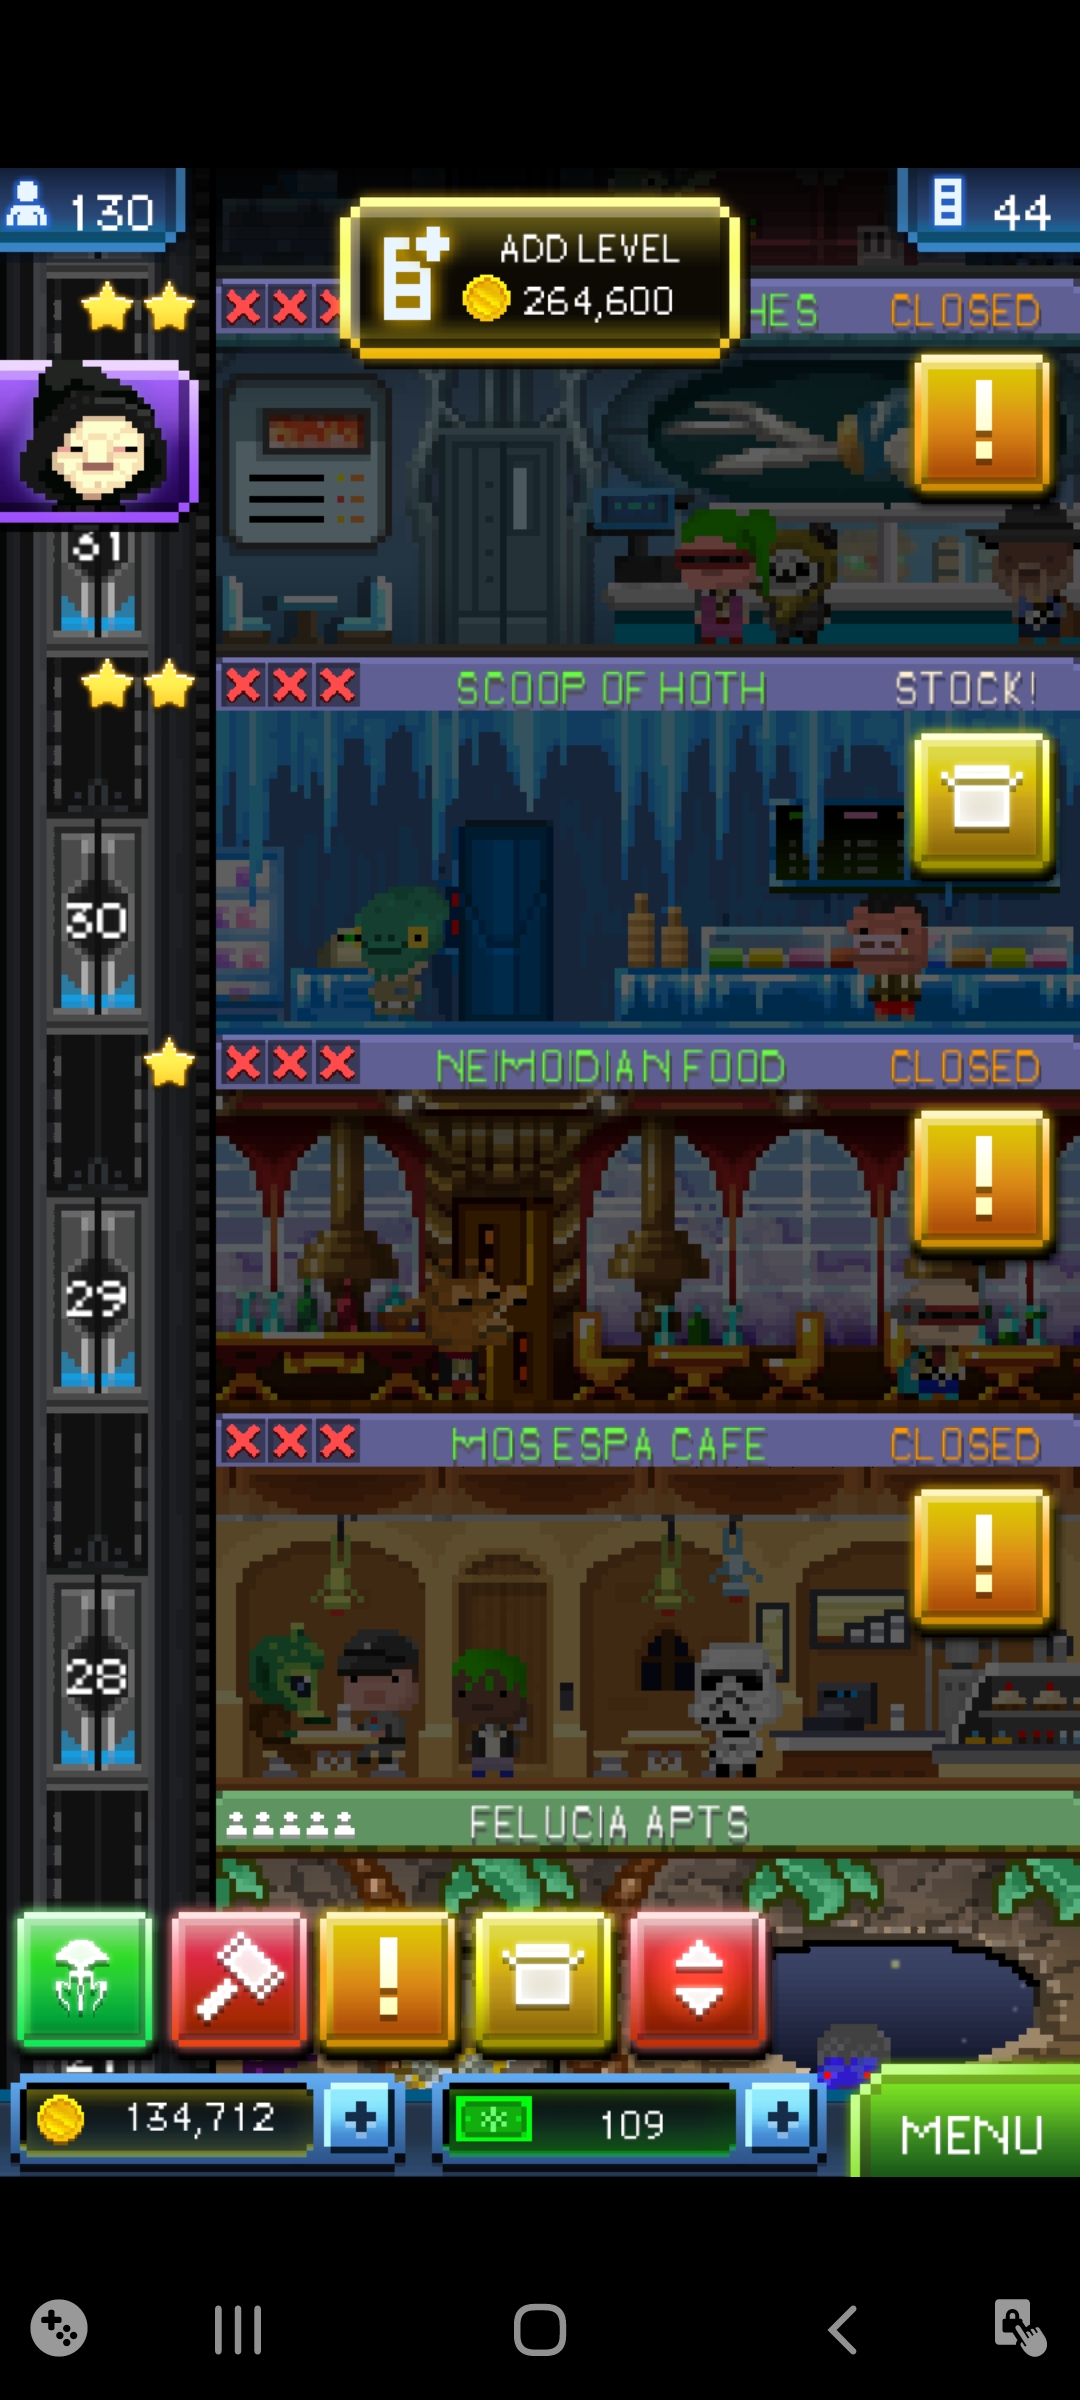 130
ADD LEVEL
264,600
44
HES CLOSED
31
SCOOP OF HOTH STOCK!
30
NEIMOIDIAN FOOD CLOSED
29
MOS ESPA CAFE CLOSED
28
FELUCIA APTS
134,712
109
MENU